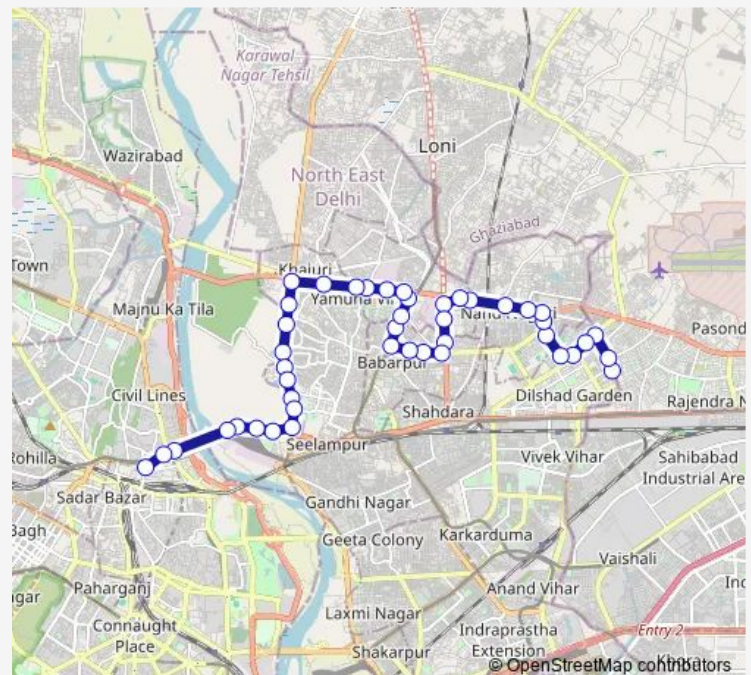 Karawal
Nagar Tehsil
Wazirabad
Loni
North East
Delhi
Ghaziabad
Town
Khajuri
Majnu Ka Tila
Yamuna Vi
Nand Nagri
Pasond
Babarpur
Civil Lines
Dilshad Garden
Rajendra N
Shahdara
Seelampur
Rohilla
Vivek Vihar
Sahibabad
Industrial Are
Sadar Bazar
Gandhi Nagar
Bagh
Geeta Colony
Karkarduma
Vaishali
Paharganj
Anand Vihar
Inc
gar
Connaught
Place
Laxmi Nagar
Indraprastha
Extension
Entry 2
Shakarpur
© OpenStreetMap contributors